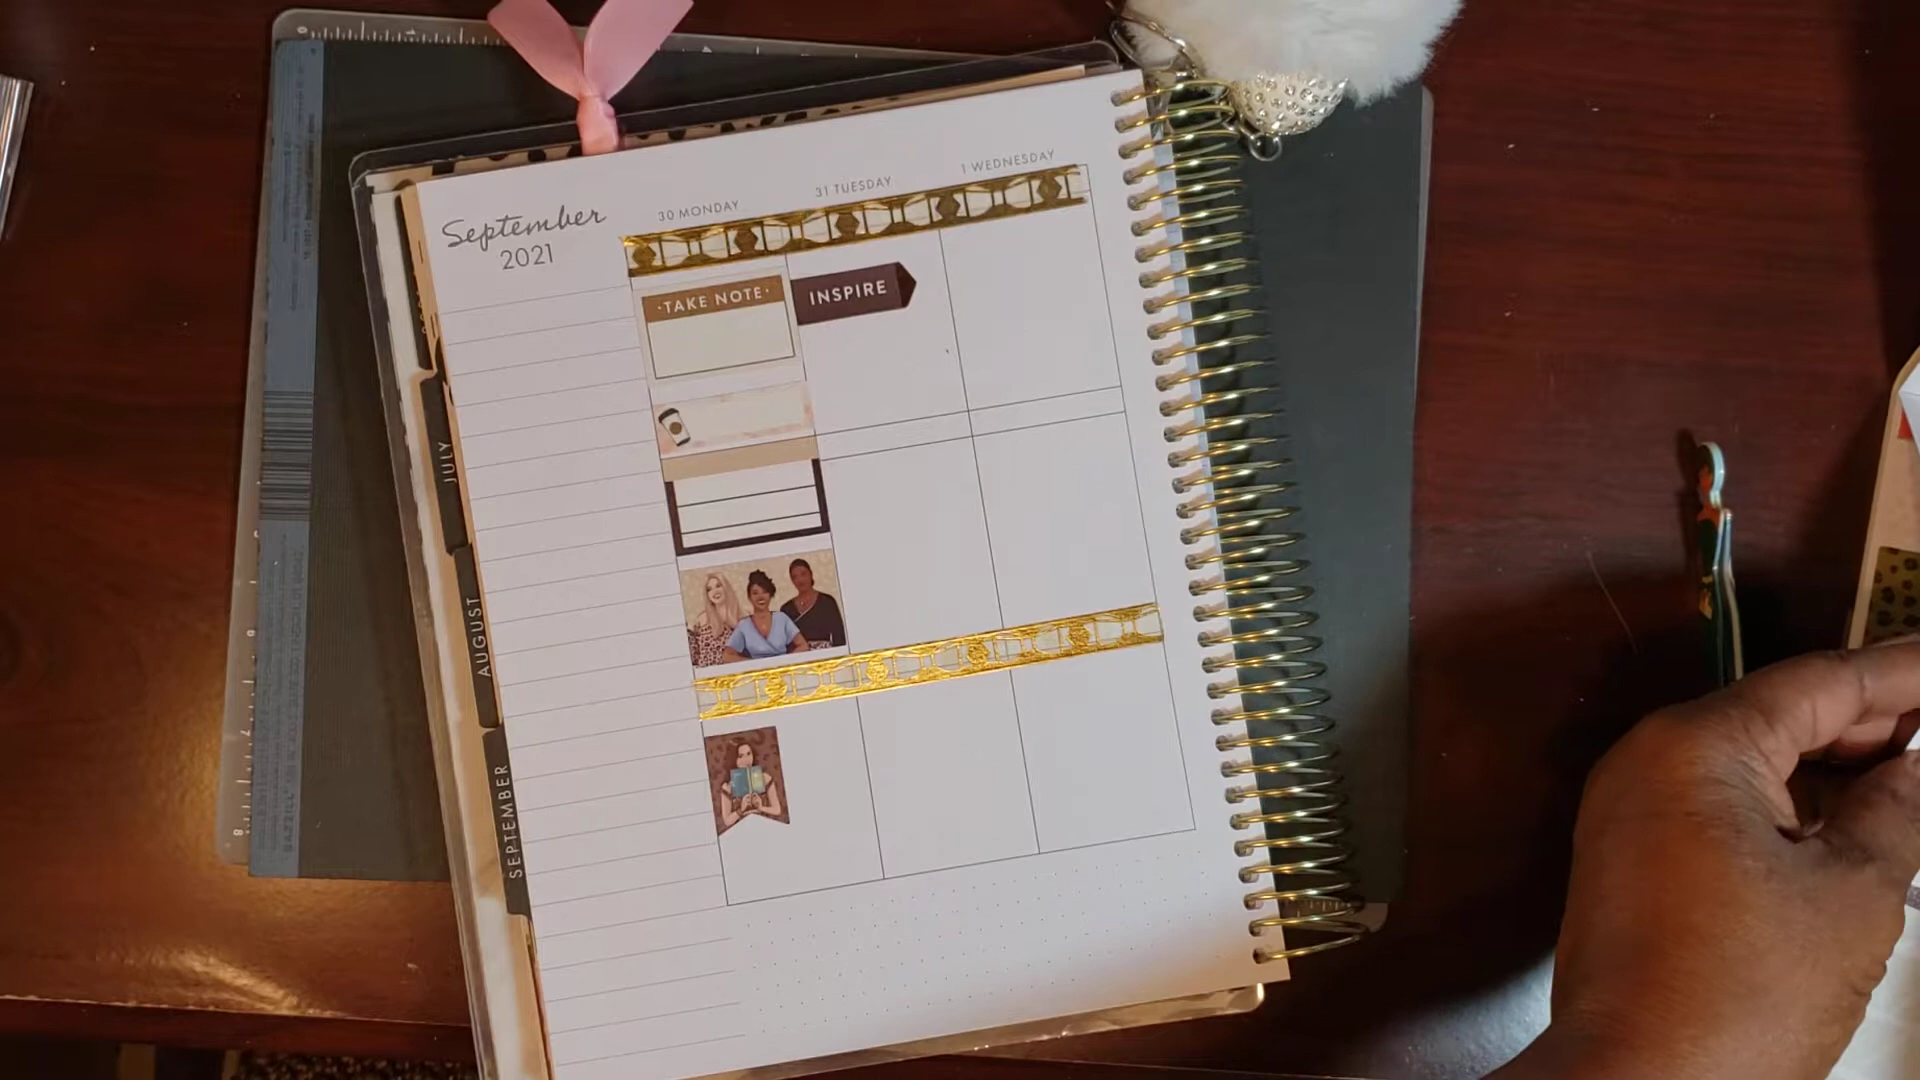 September
2021
30 MONDAY
31 TUESDAY
1 WEDNESDAY
·TAKE NOTE·
INSPIRE
JULY
AUGUST
SEPTEMBER